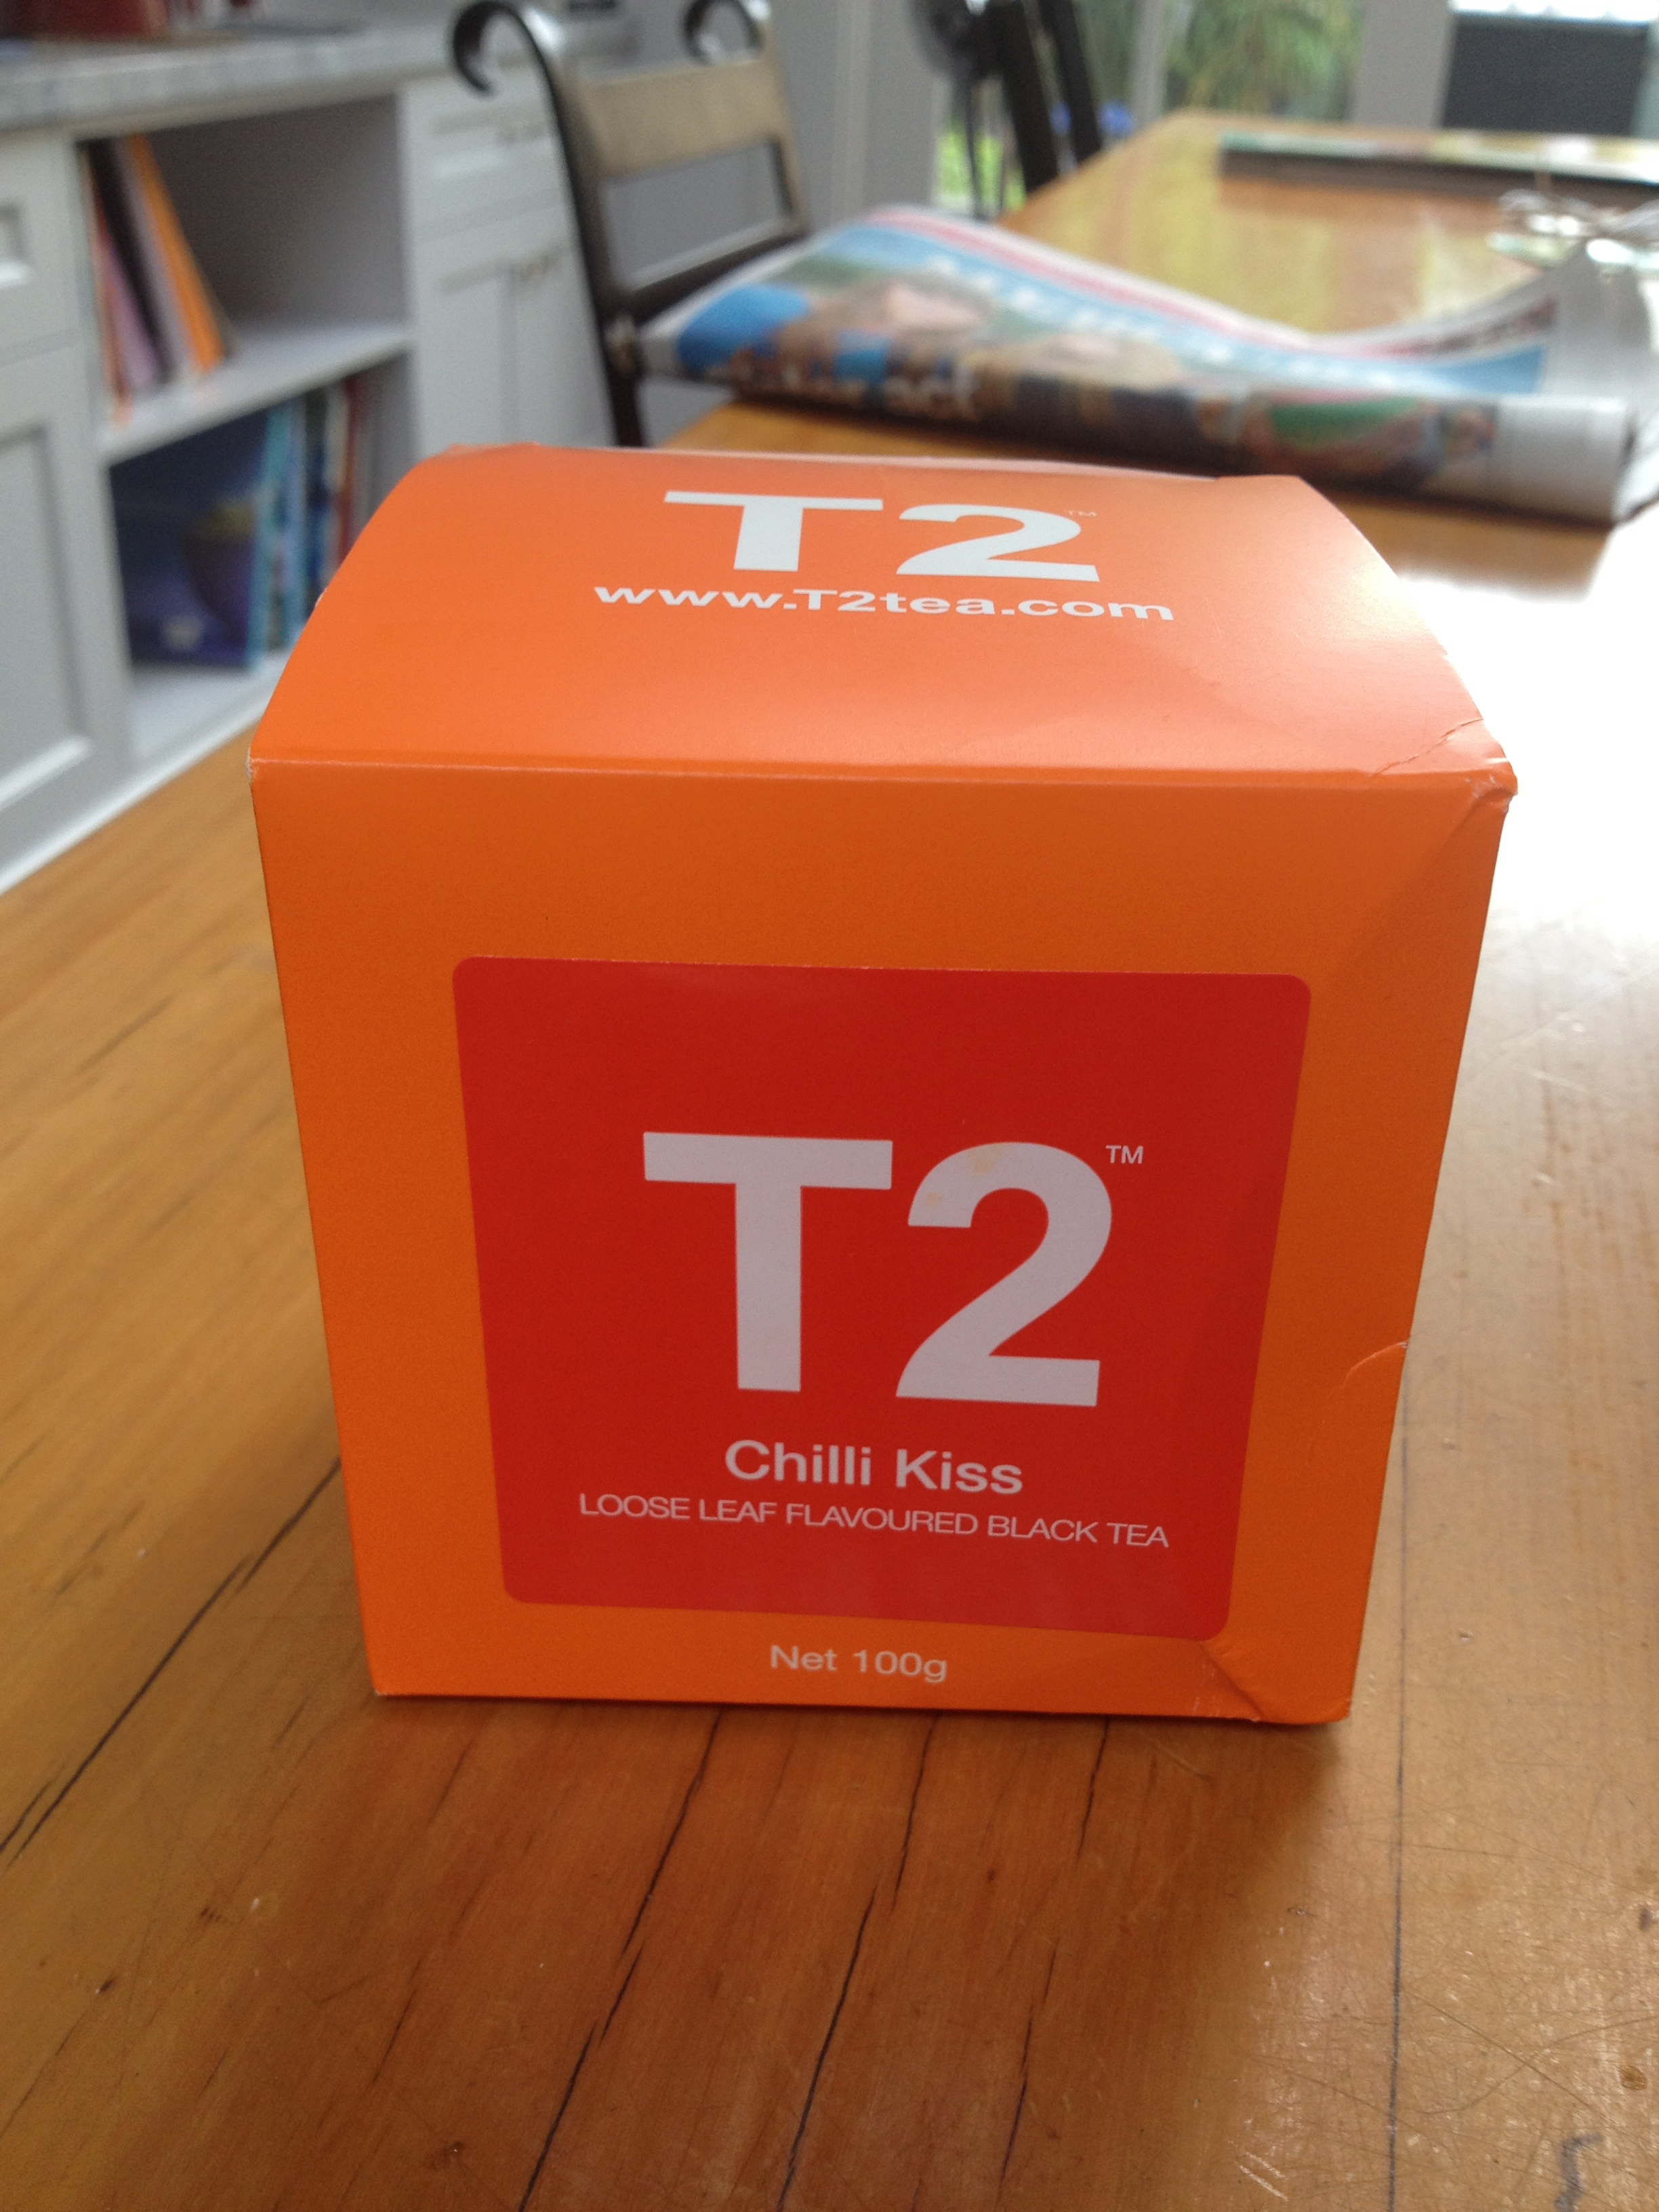 T2™
www.T2tea.com
T2™
Chilli Kiss
LOOSE LEAF FLAVOURED BLACK TEA
Net 100g